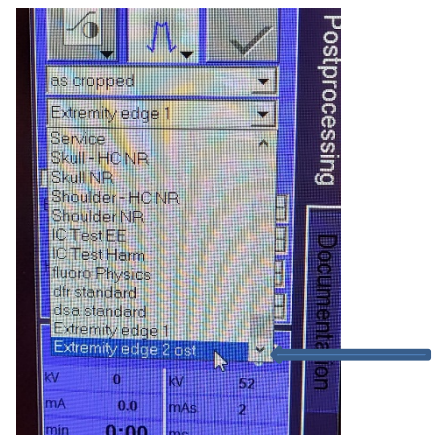 as cropped
Extremity edge 1
Service
Skull - HC NR
Skull NR
Shoulder - HC NR
Shoulder NR
IC Test EE
IC Test Harm
fluoro Physics
dfr standard
dsa standard
Extremity edge 1
Extremity edge 2 ost
kV 0 kV 52
mA 0.0 mAs 2
min 0:00 ms
Postprocessing
Documentation